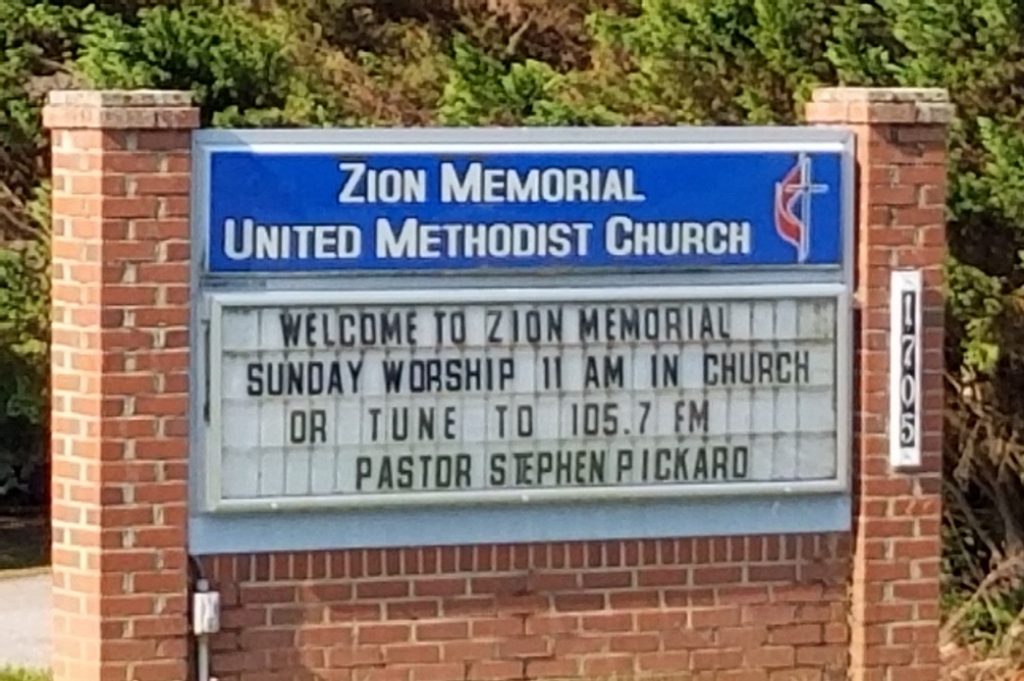 ZION MEMORIAL
UNITED METHODIST CHURCH
WELCOME TO ZION MEMORIAL
SUNDAY WORSHIP 11 AM IN CHURCH
OR TUNE TO 105.7 FM
PASTOR STEPHEN PICKARD
1705